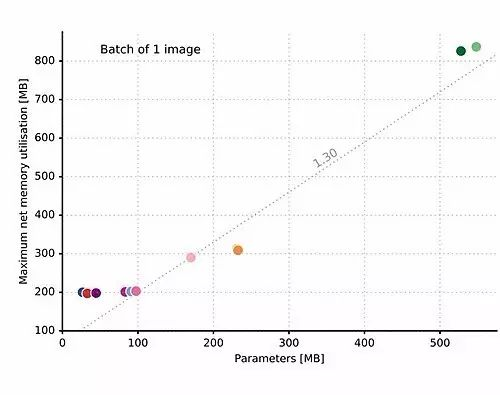 Batch of 1 image
Maximum net memory utilisation [MB]
800
700
600
500
400
300
200
100
1.30
0 100 200 300 400 500
Parameters [MB]